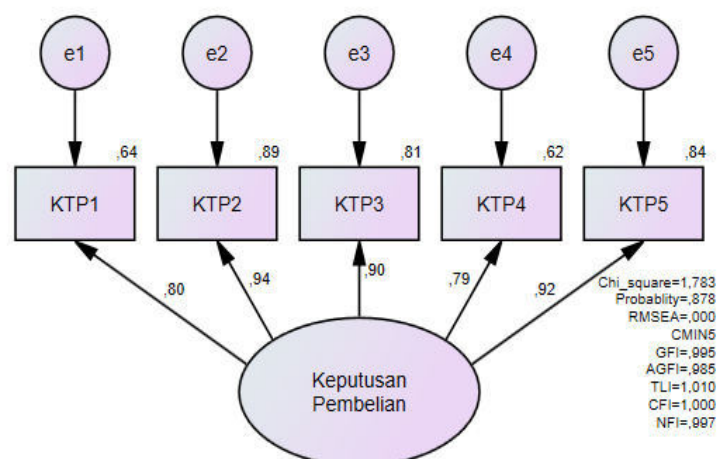 e1
e2
e3
e4
e5
,64
,89
,81
,62
,84
KTP1
KTP2
KTP3
KTP4
KTP5
,80
,94
,90
,79
,92
Keputusan
Pembelian
Chi_square=1,783
Probablity=,878
RMSEA=,000
CMIN5
GFI=,995
AGFI=,985
TLI=1,010
CFI=1,000
NFI=,997